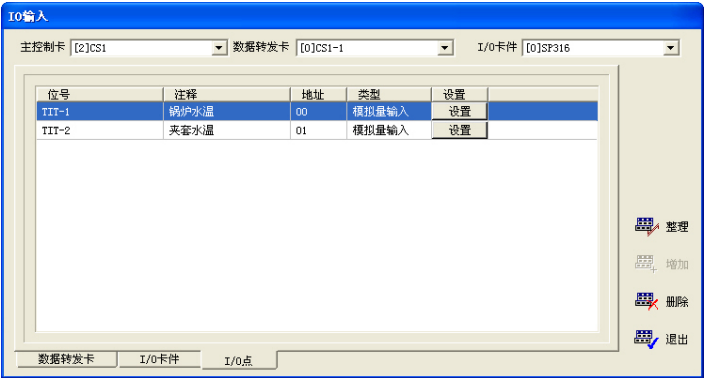 IO输入
主控制卡 [2]CS1 数据转发卡 [0]CS1-1 I/O卡件 [0]SP316
位号 注释 地址 类型 设置
TIT-1 锅炉水温 00 模拟量输入 设置
TIT-2 夹套水温 01 模拟量输入 设置
整理
增加
删除
退出
数据转发卡 I/O卡件 I/O点